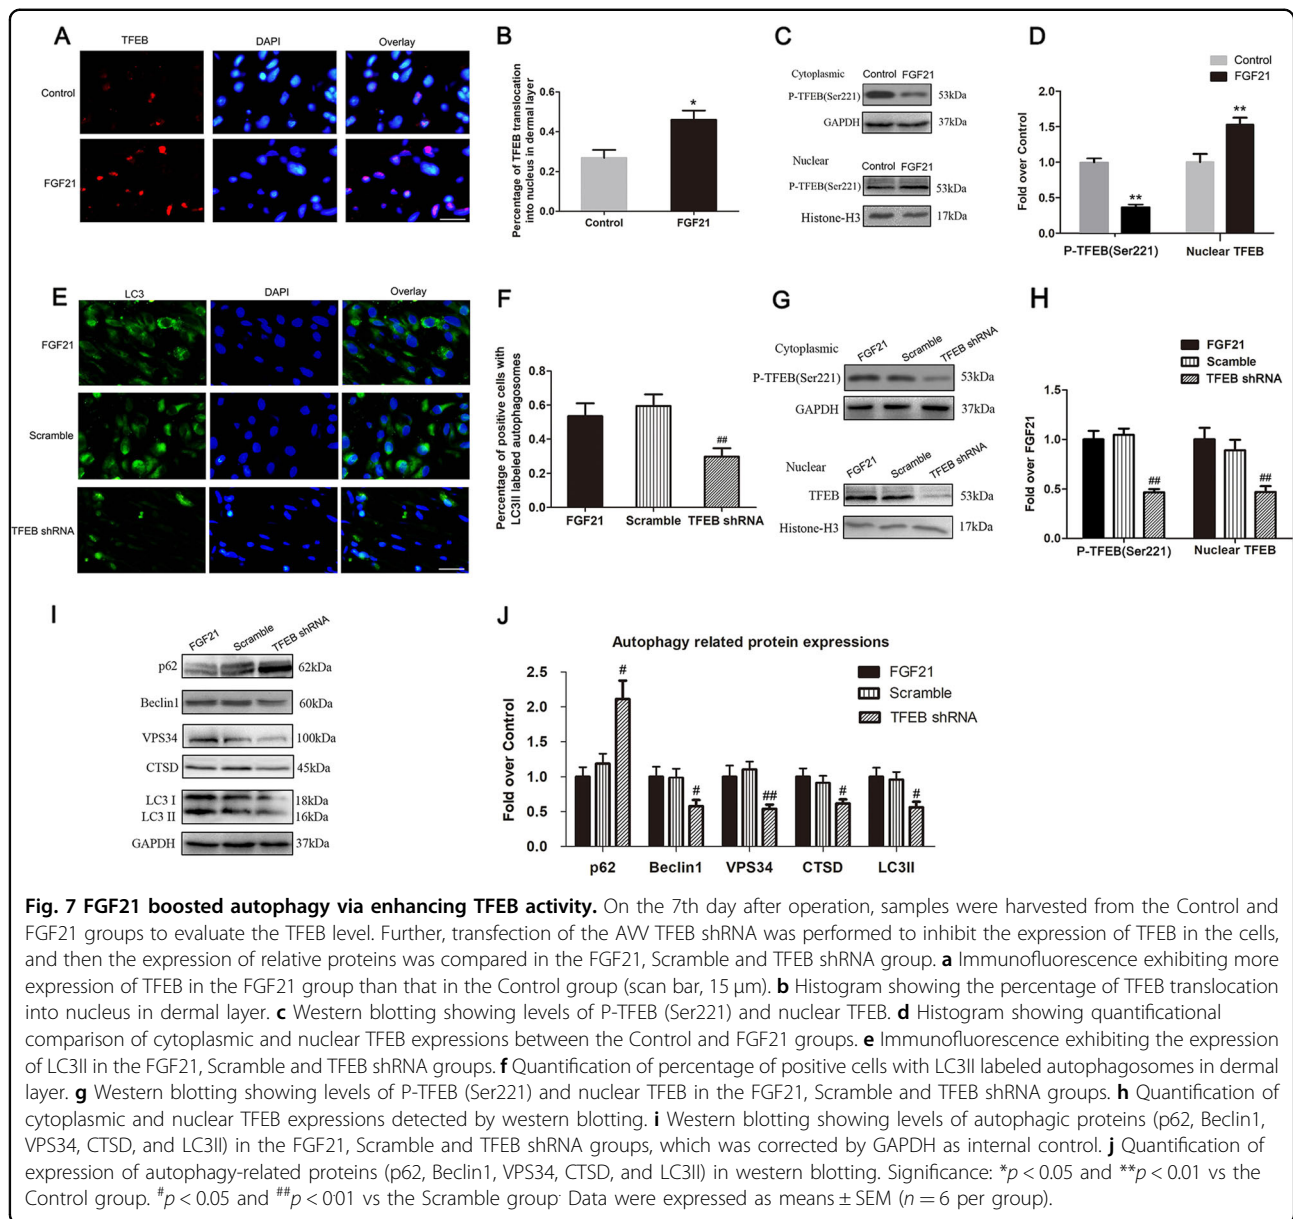 A
TFEB
DAPI
Overlay
Control
FGF21
B
Percentage of TFEB translocation
into nucleus in dermal layer
0.6
0.4
0.2
0.0
*
Control
FGF21
C
Cytoplasmic
Control FGF21
P-TFEB(Ser221)
53kDa
GAPDH
37kDa
Nuclear
Control FGF21
P-TFEB(Ser221)
53kDa
Histone-H3
17kDa
D
Control
FGF21
Fold over Control
2.0
1.5
1.0
0.5
0.0
**
**
P-TFEB(Ser221)
Nuclear TFEB
E
LC3
DAPI
Overlay
FGF21
Scramble
TFEB shRNA
F
Percentage of positive cells with
LC3II labeled autophagosomes
0.8
0.6
0.4
0.2
0.0
##
FGF21
Scramble
TFEB shRNA
G
Cytoplasmic
FGF21
Scramble
TFEB shRNA
P-TFEB(Ser221)
53kDa
GAPDH
37kDa
Nuclear
FGF21
Scramble
TFEB shRNA
TFEB
53kDa
Histone-H3
17kDa
H
FGF21
Scamble
TFEB shRNA
Fold over FGF21
1.5
1.0
0.5
0.0
##
##
P-TFEB(Ser221)
Nuclear TFEB
I
FGF21
Scramble
TFEB shRNA
p62
62kDa
Beclin1
60kDa
VPS34
100kDa
CTSD
45kDa
LC3 I
18kDa
LC3 II
16kDa
GAPDH
37kDa
J
Autophagy related protein expressions
FGF21
Scramble
TFEB shRNA
Fold over Control
2.5
2.0
1.5
1.0
0.5
0.0
#
#
##
#
#
p62
Beclin1
VPS34
CTSD
LC3II
Fig. 7 FGF21 boosted autophagy via enhancing TFEB activity. On the 7th day after operation, samples were harvested from the Control and
FGF21 groups to evaluate the TFEB level. Further, transfection of the AVV TFEB shRNA was performed to inhibit the expression of TFEB in the cells,
and then the expression of relative proteins was compared in the FGF21, Scramble and TFEB shRNA group. a Immunofluorescence exhibiting more
expression of TFEB in the FGF21 group than that in the Control group (scan bar, 15 µm). b Histogram showing the percentage of TFEB translocation
into nucleus in dermal layer. c Western blotting showing levels of P-TFEB (Ser221) and nuclear TFEB. d Histogram showing quantificational
comparison of cytoplasmic and nuclear TFEB expressions between the Control and FGF21 groups. e Immunofluorescence exhibiting the expression
of LC3II in the FGF21, Scramble and TFEB shRNA groups. f Quantification of percentage of positive cells with LC3II labeled autophagosomes in dermal
layer. g Western blotting showing levels of P-TFEB (Ser221) and nuclear TFEB in the FGF21, Scramble and TFEB shRNA groups. h Quantification of
cytoplasmic and nuclear TFEB expressions detected by western blotting. i Western blotting showing levels of autophagic proteins (p62, Beclin1,
VPS34, CTSD, and LC3II) in the FGF21, Scramble and TFEB shRNA groups, which was corrected by GAPDH as internal control. j Quantification of
expression of autophagy-related proteins (p62, Beclin1, VPS34, CTSD, and LC3II) in western blotting. Significance: *p < 0.05 and **p < 0.01 vs the
Control group. #p < 0.05 and ##p < 0.01 vs the Scramble group. Data were expressed as means ± SEM (n = 6 per group).